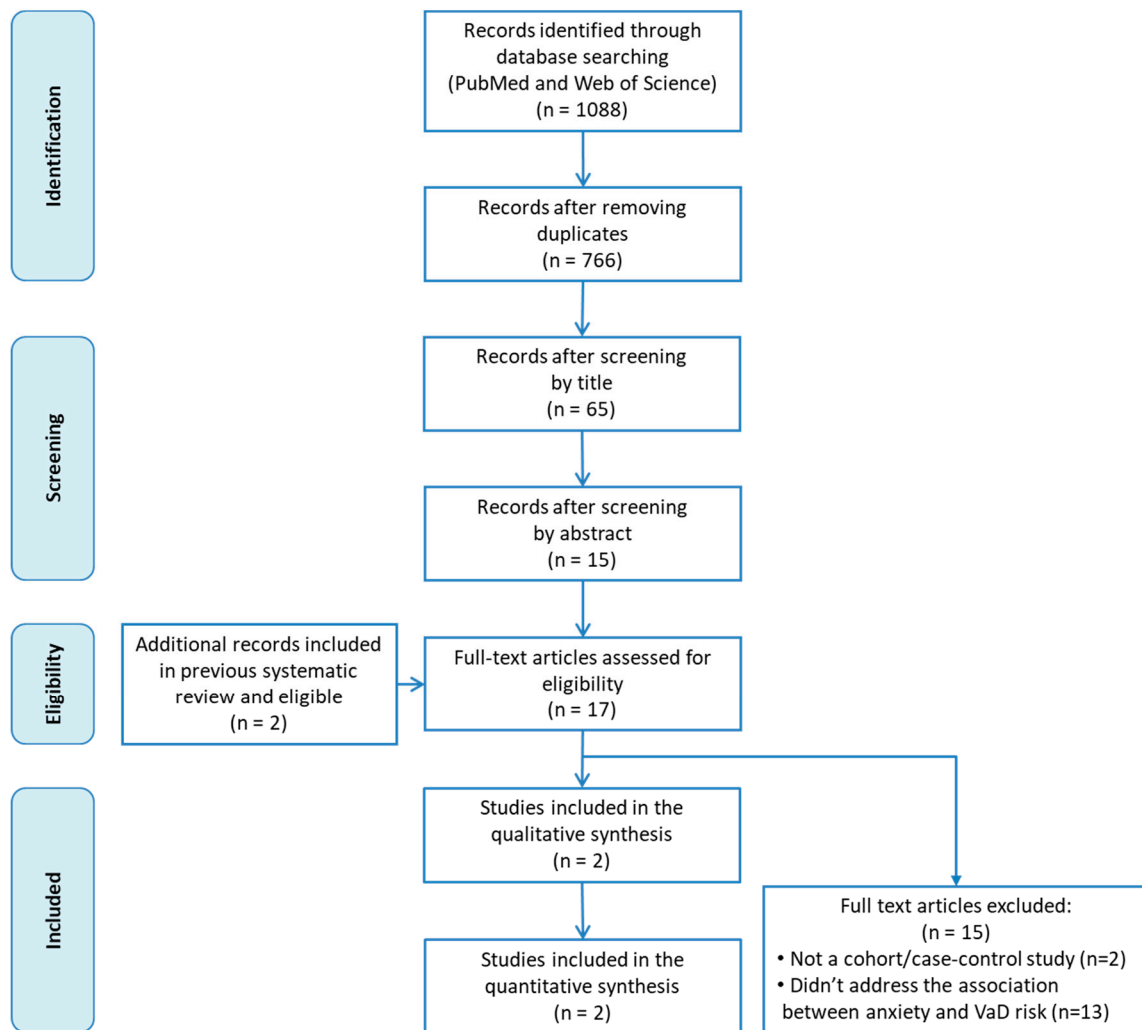 Identification
Records identified through
database searching
(PubMed and Web of Science)
(n = 1088)
Records after removing
duplicates
(n = 766)
Screening
Records after screening
by title
(n = 65)
Records after screening
by abstract
(n = 15)
Eligibility
Additional records included
in previous systematic
review and eligible
(n = 2)
Full-text articles assessed for
eligibility
(n = 17)
Included
Studies included in the
qualitative synthesis
(n = 2)
Studies included in the
quantitative synthesis
(n = 2)
Full text articles excluded:
(n = 15)
• Not a cohort/case-control study (n=2)
• Didn't address the association
between anxiety and VaD risk (n=13)